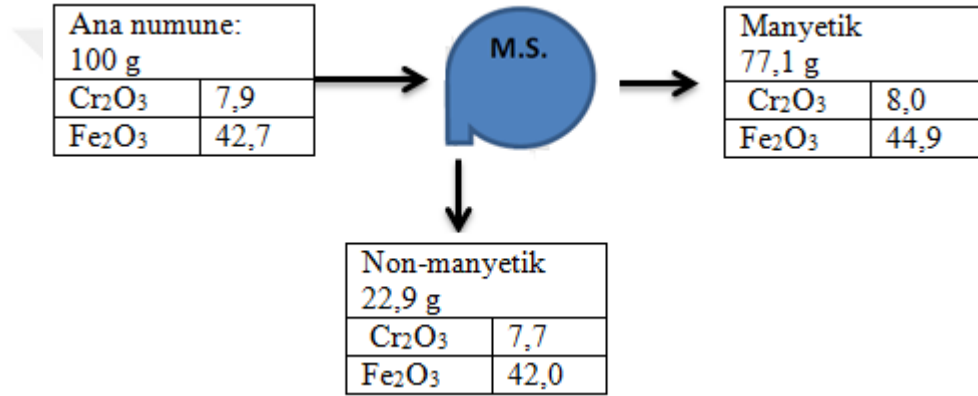 Ana numune:
100 g
Cr₂O₃ 7,9
Fe₂O₃ 42,7
M.S.
Manyetik
77,1 g
Cr₂O₃ 8,0
Fe₂O₃ 44,9
Non-manyetik
22,9 g
Cr₂O₃ 7,7
Fe₂O₃ 42,0